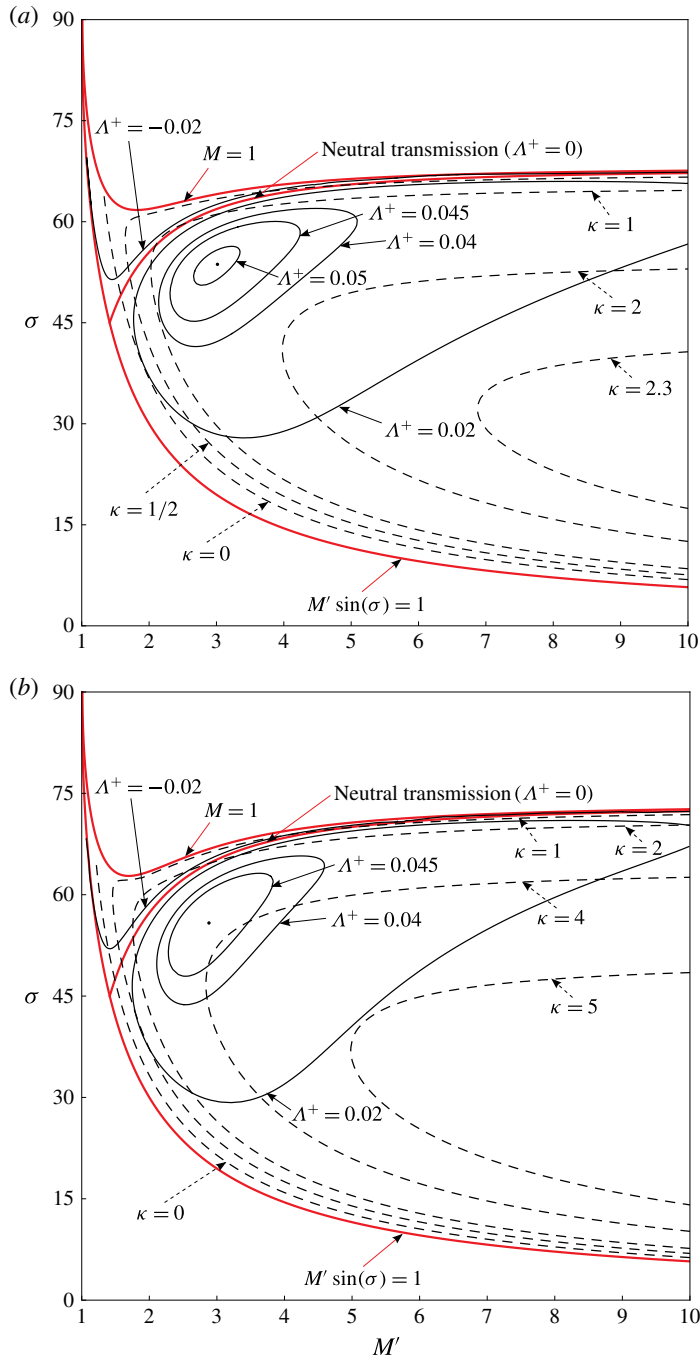 (a)
90
75
60
45
30
15
0
σ
Λ⁺ = −0.02
M = 1
Neutral transmission (Λ⁺ = 0)
Λ⁺ = 0.045
Λ⁺ = 0.04
Λ⁺ = 0.05
κ = 1
κ = 2
κ = 2.3
Λ⁺ = 0.02
κ = 1/2
κ = 0
M′ sin(σ) = 1
1 2 3 4 5 6 7 8 9 10
(b)
90
75
60
45
30
15
0
σ
Λ⁺ = −0.02
M = 1
Neutral transmission (Λ⁺ = 0)
κ = 1
κ = 2
Λ⁺ = 0.045
Λ⁺ = 0.04
κ = 4
κ = 5
Λ⁺ = 0.02
κ = 0
M′ sin(σ) = 1
1 2 3 4 5 6 7 8 9 10
M′